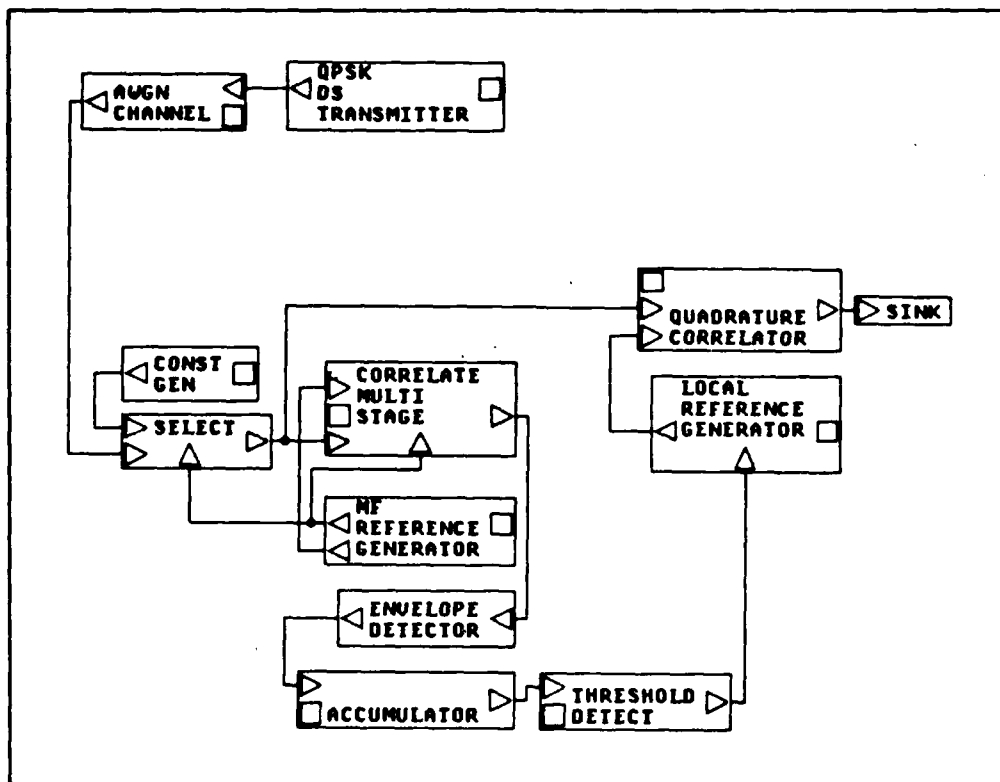 QPSK
DS
TRANSMITTER
AWGN
CHANNEL
QUADRATURE
CORRELATOR
SINK
CONST
GEN
CORRELATE
MULTI
STAGE
LOCAL
REFERENCE
GENERATOR
SELECT
MF
REFERENCE
GENERATOR
ENVELOPE
DETECTOR
ACCUMULATOR
THRESHOLD
DETECT